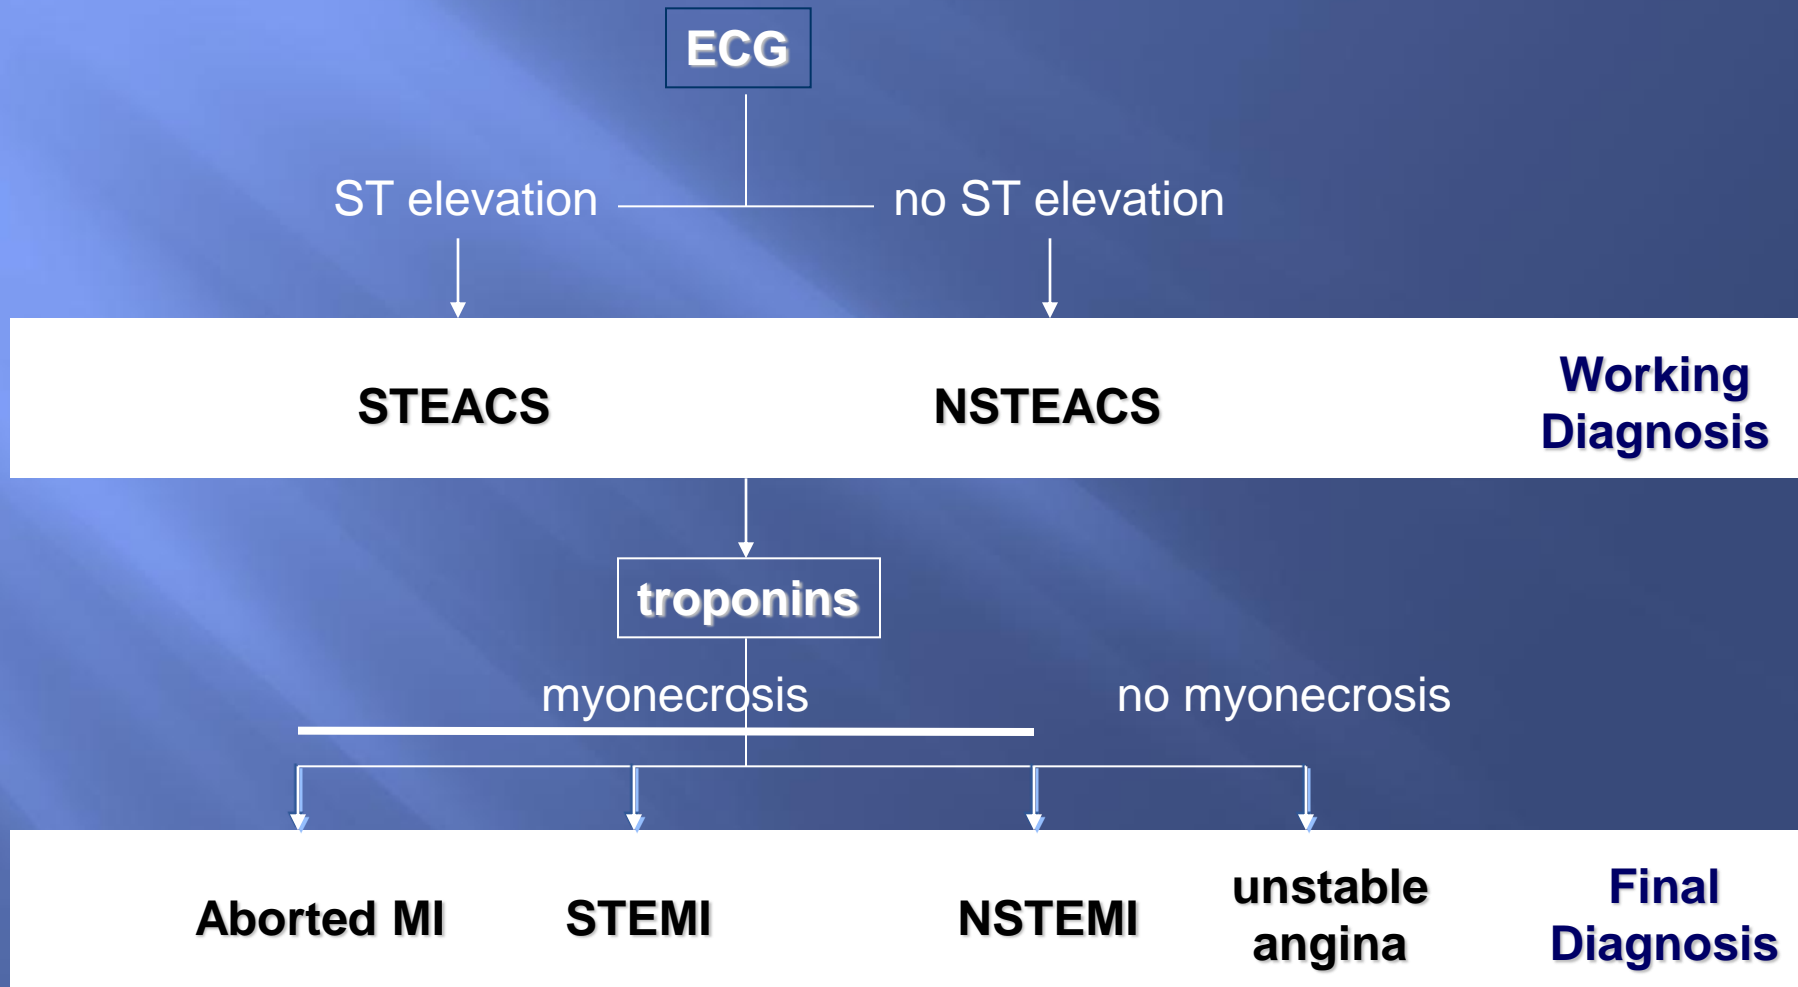 ECG
ST elevation
no ST elevation
STEACS
NSTEACS
Working
Diagnosis
troponins
myonecrosis
no myonecrosis
Aborted MI
STEMI
NSTEMI
unstable
angina
Final
Diagnosis